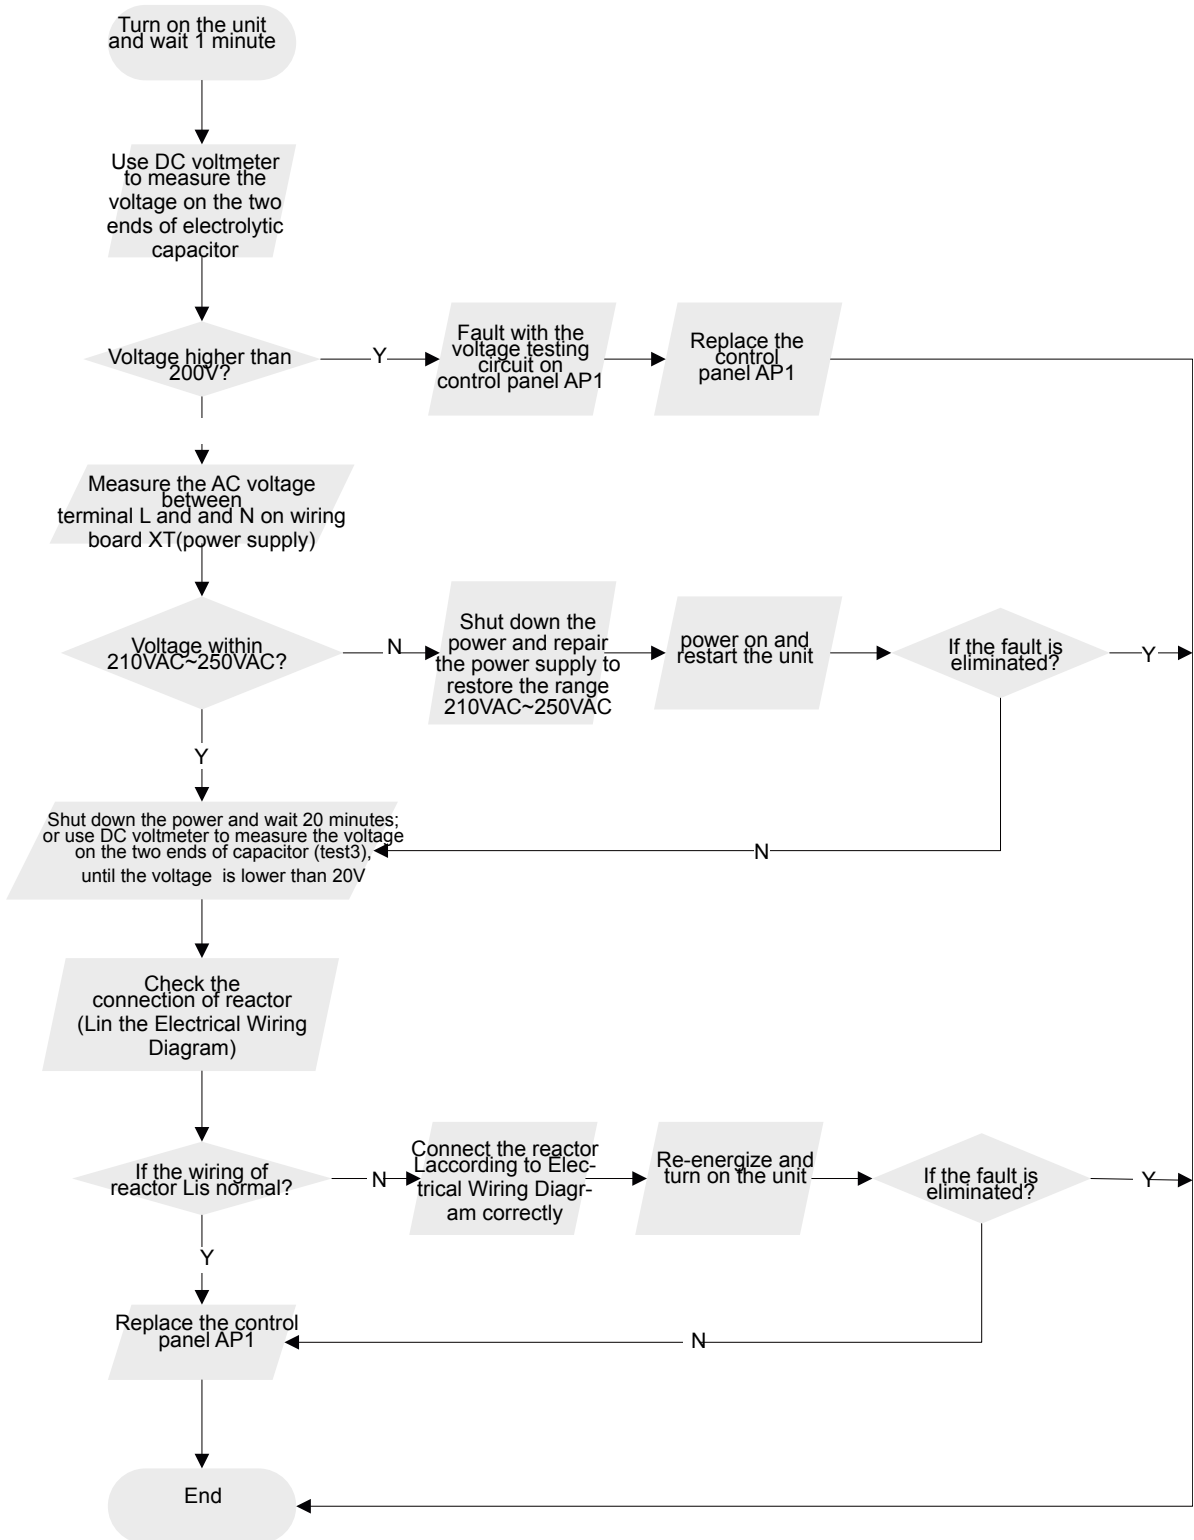 Turn on the unit
and wait 1 minute
Use DC voltmeter
to measure the
voltage on the two
ends of electrolytic
capacitor
Voltage higher than
200V?
Y
Fault with the
voltage testing
circuit on
control panel AP1
Replace the
control
panel AP1
Measure the AC voltage
between
terminal L and and N on wiring
board XT(power supply)
Voltage within
210VAC~250VAC?
N
Shut down the
power and repair
the power supply to
restore the range
210VAC~250VAC
power on and
restart the unit
If the fault is
eliminated?
Y
Y
Shut down the power and wait 20 minutes;
or use DC voltmeter to measure the voltage
on the two ends of capacitor (test3),
until the voltage is lower than 20V
N
Check the
connection of reactor
(Lin the Electrical Wiring
Diagram)
If the wiring of
reactor Lis normal?
N
Connect the reactor
Laccording to Elec-
trical Wiring Diagr-
am correctly
Re-energize and
turn on the unit
If the fault is
eliminated?
Y
Y
Replace the control
panel AP1
N
End